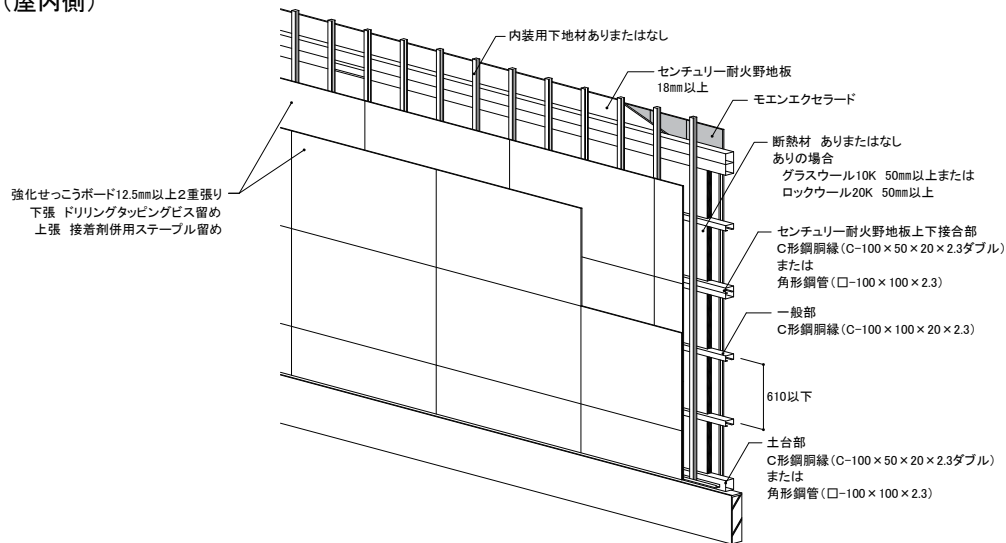 (屋内側)
内装用下地材ありまたはなし
センチュリー耐火野地板
18mm以上
モエンエクセラード
断熱材 ありまたはなし
ありの場合
グラスウール10K 50mm以上または
ロックウール20K 50mm以上
強化せっこうボード12.5mm以上2重張り
下張 ドリリングタッピングビス留め
上張 接着剤併用ステープル留め
センチュリー耐火野地板上下接合部
C形鋼胴縁(C-100×50×20×2.3ダブル)
または
角形鋼管(□-100×100×2.3)
一般部
C形鋼胴縁(C-100×100×20×2.3)
610以下
土台部
C形鋼胴縁(C-100×50×20×2.3ダブル)
または
角形鋼管(□-100×100×2.3)